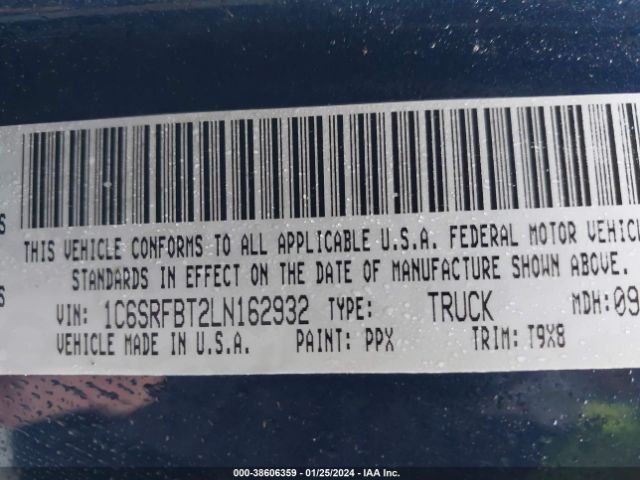 S
THIS VEHICLE CONFORMS TO ALL APPLICABLE U.S.A. FEDERAL MOTOR VEHICL
STANDARDS IN EFFECT ON THE DATE OF MANUFACTURE SHOWN ABOVE.
S
VIN: 1C6SRFBT2LN162932 TYPE: TRUCK MDH:09
VEHICLE MADE IN U.S.A. PAINT: PPX TRIM: T9X8
000-38606359 - 01/25/2024 - IAA Inc.